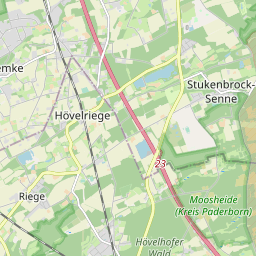 emke
Stukenbrock-
Senne
Hövelriege
23
Riege
Moosheide
(Kreis Paderborn)
Hövelhofer
Wald